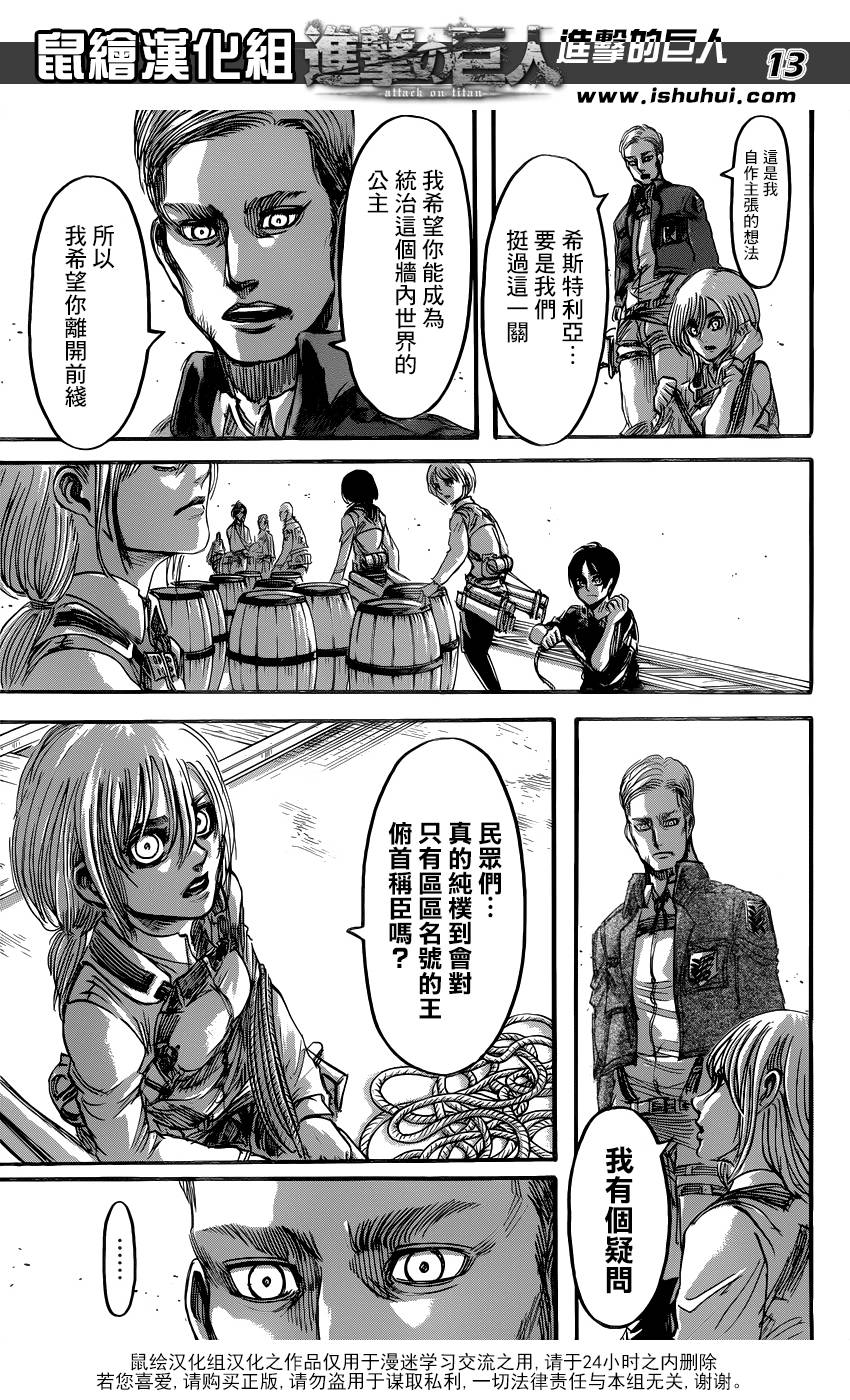 鼠繪漢化組
進撃の巨人
attack on titan
進擊的巨人
13
www.ishuhui.com
這是我
自作主張的想法
希斯特利亞…
要是我們
挺過這一關
我希望你能成為
統治這個牆內世界的
公主
所以
我希望你離開前綫
我有個疑問
民眾們…
真的純樸到會對
只有區區名號的王
俯首稱臣嗎？
……
鼠绘汉化组汉化之作品仅用于漫迷学习交流之用, 请于24小时之内删除
若您喜爱, 请购买正版, 请勿盗用于谋取私利, 一切法律责任与本组无关, 谢谢。